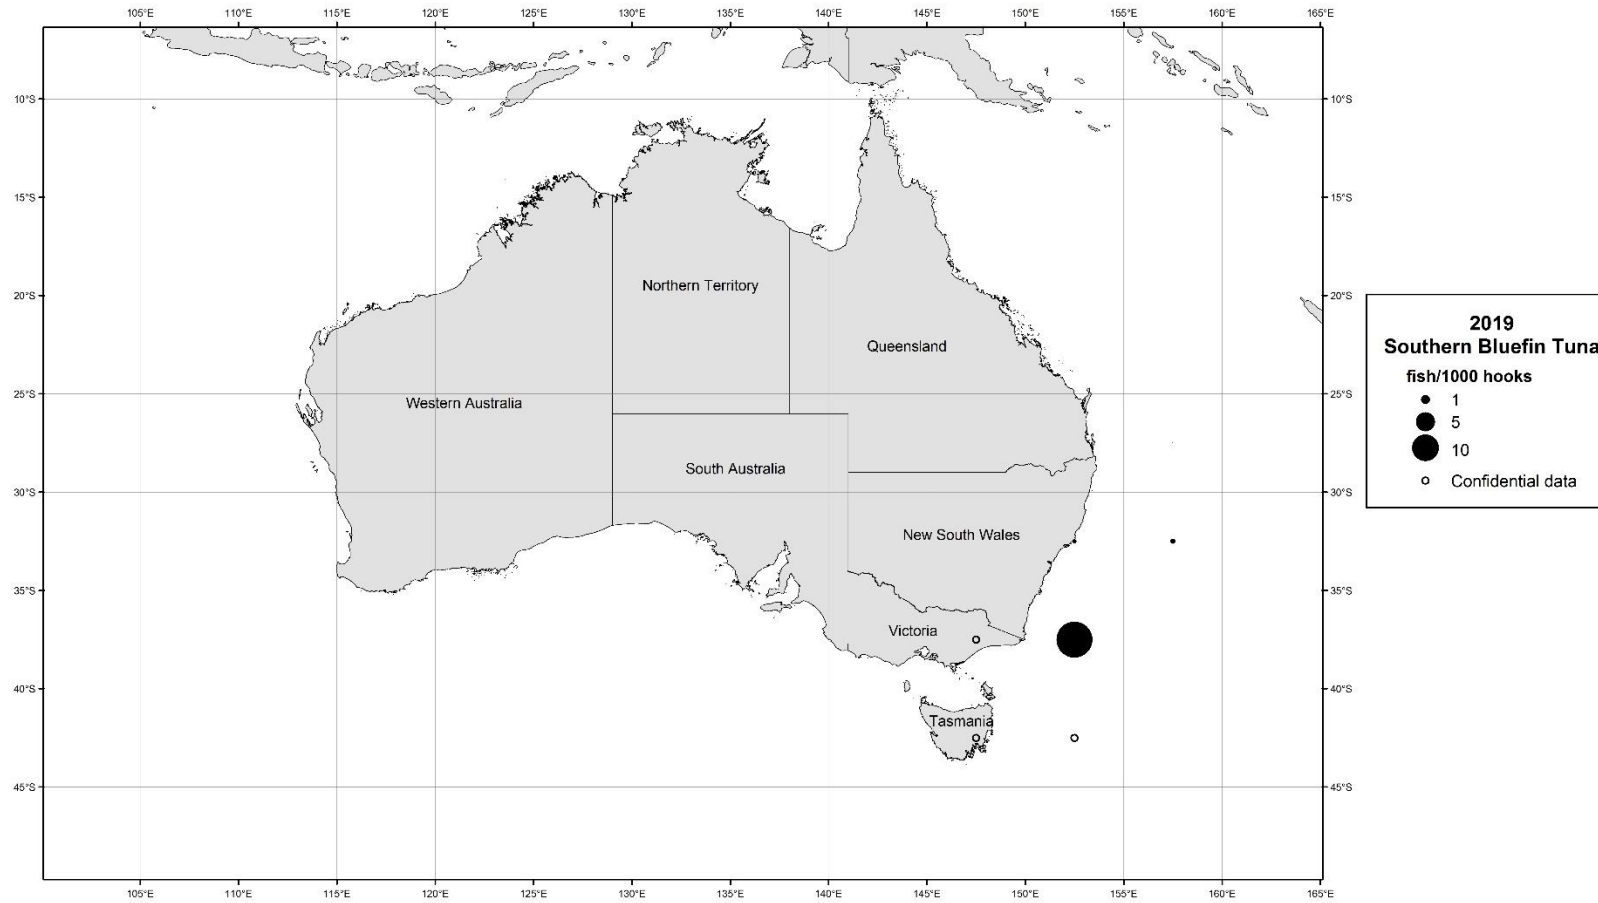 105°E 110°E 115°E 120°E 125°E 130°E 135°E 140°E 145°E 150°E 155°E 160°E 165°E
10°S 10°S
15°S 15°S
Northern Territory
20°S 20°S
2019
Southern Bluefin Tuna
Queensland
fish/1000 hooks
25°S 25°S
1
Western Australia
5
10
South Australia
Confidential data
30°S 30°S
New South Wales
35°S 35°S
Victoria
40°S 40°S
Tasmania
45°S 45°S
105°E 110°E 115°E 120°E 125°E 130°E 135°E 140°E 145°E 150°E 155°E 160°E 165°E